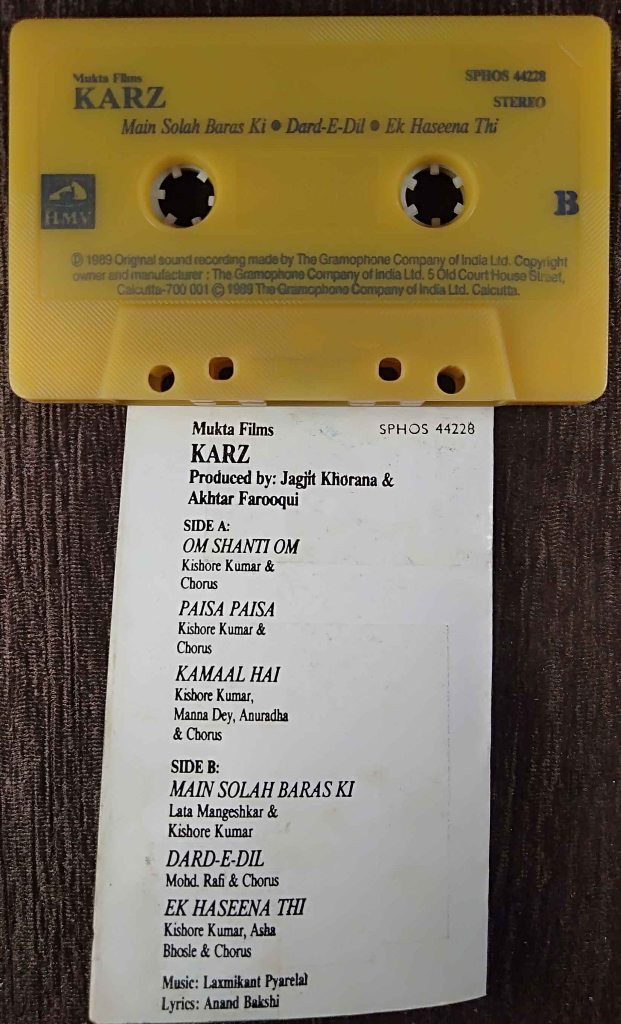 Mukta Films
SPHOS 44228
KARZ
STEREO
Main Solah Baras Ki ● Dard-E-Dil ● Ek Haseena Thi
HMV
B
Ⓟ 1989 Original sound recording made by The Gramophone Company of India Ltd. Copyright
owner and manufacturer : The Gramophone Company of India Ltd. 5 Old Court House Street,
Calcutta-700 001 © 1989 The Gramophone Company of India Ltd. Calcutta.
Mukta Films
SPHOS 44228
KARZ
Produced by: Jagjit Khorana &
Akhtar Farooqui
SIDE A:
OM SHANTI OM
Kishore Kumar &
Chorus
PAISA PAISA
Kishore Kumar &
Chorus
KAMAAL HAI
Kishore Kumar,
Manna Dey, Anuradha
& Chorus
SIDE B:
MAIN SOLAH BARAS KI
Lata Mangeshkar &
Kishore Kumar
DARD-E-DIL
Mohd. Rafi & Chorus
EK HASEENA THI
Kishore Kumar, Asha
Bhosle & Chorus
Music: Laxmikant Pyarelal
Lyrics: Anand Bakshi